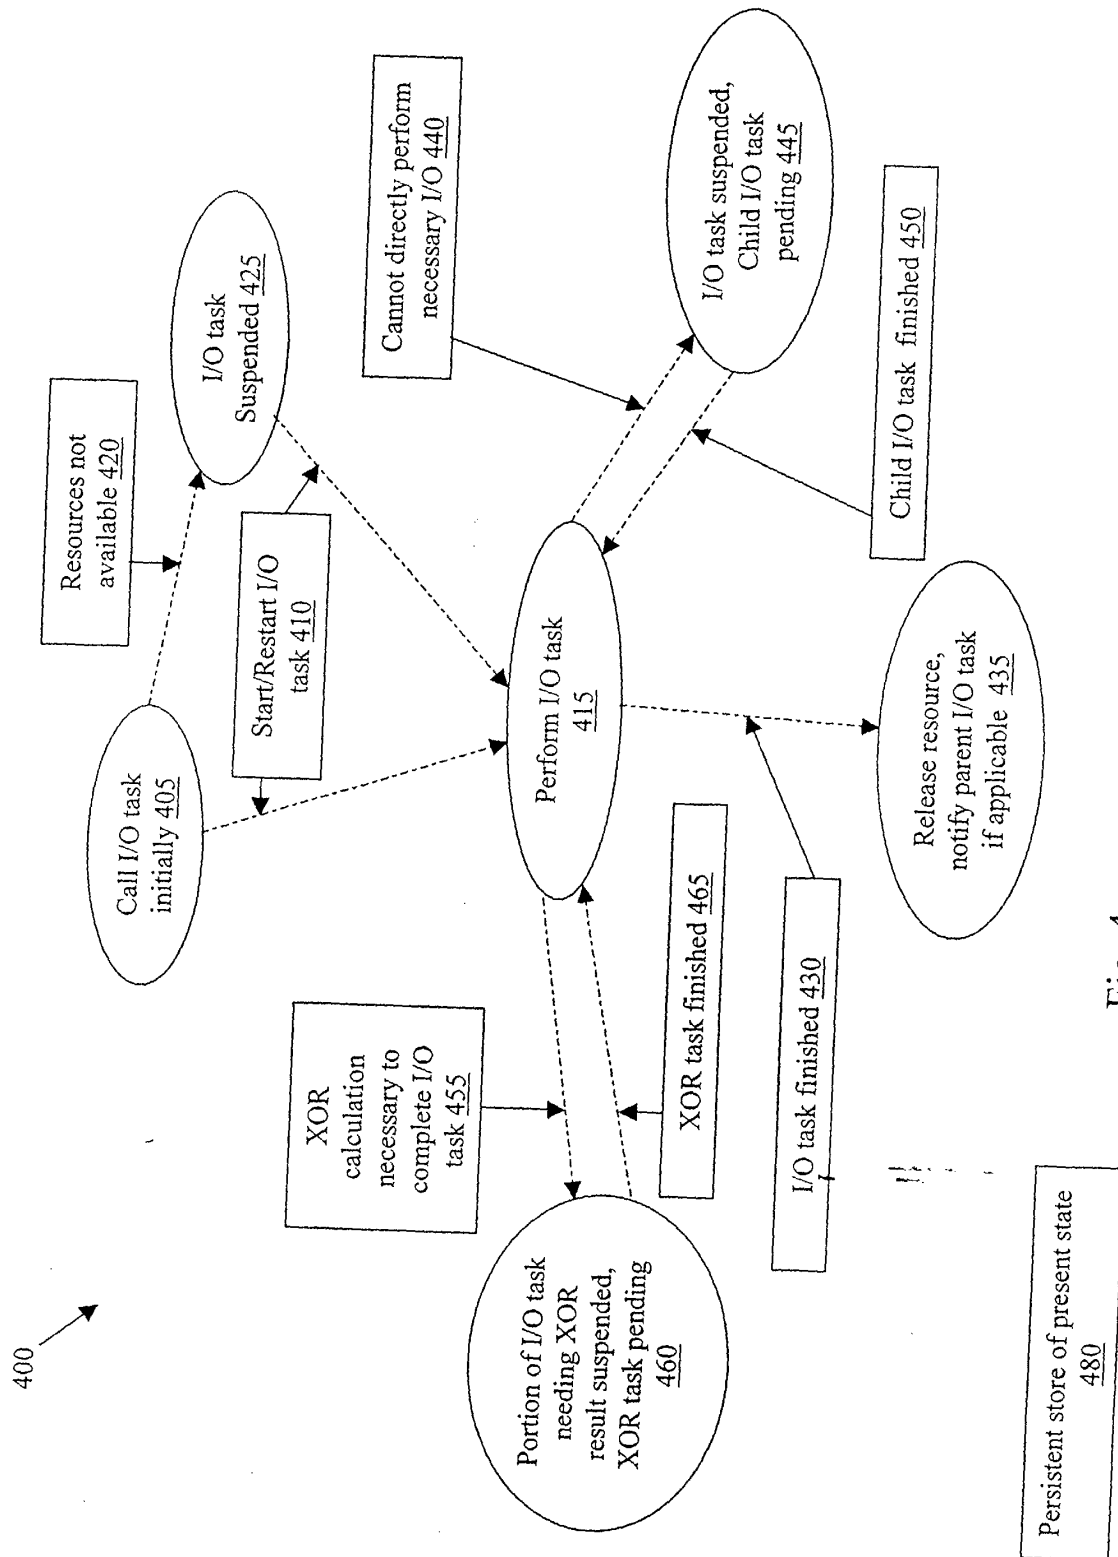 400
Call I/O task
initially 405
Resources not
available 420
I/O task
Suspended 425
Start/Restart I/O
task 410
XOR
calculation
necessary to
complete I/O
task 455
Cannot directly perform
necessary I/O 440
Portion of I/O task
needing XOR
result suspended,
XOR task pending
460
Perform I/O task
415
I/O task suspended,
Child I/O task
pending 445
XOR task finished 465
I/O task finished 430
Child I/O task finished 450
Release resource,
notify parent I/O task
if applicable 435
Persistent store of present state
480